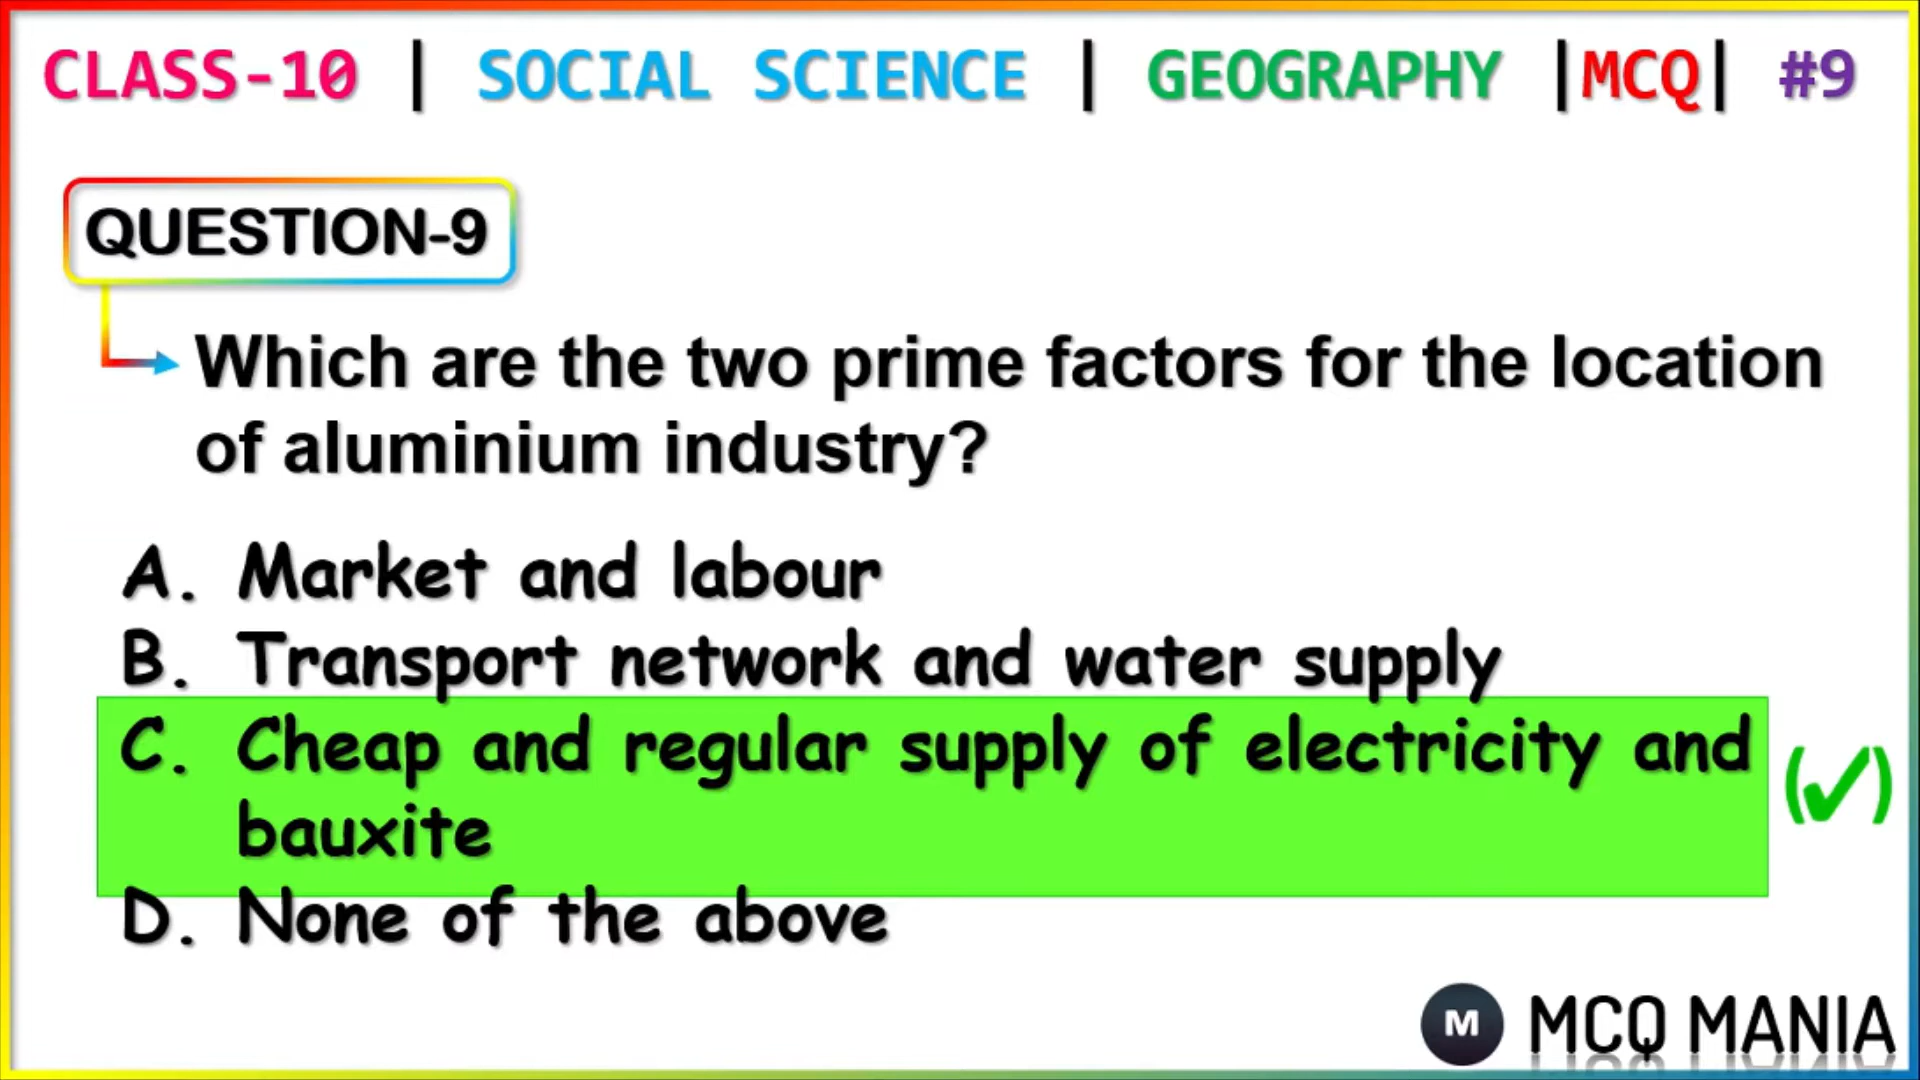 CLASS-10 | SOCIAL SCIENCE | GEOGRAPHY |MCQ| #9
QUESTION-9
Which are the two prime factors for the location
of aluminium industry?
A. Market and labour
B. Transport network and water supply
C. Cheap and regular supply of electricity and
bauxite
(✓)
D. None of the above
M MCQ MANIA